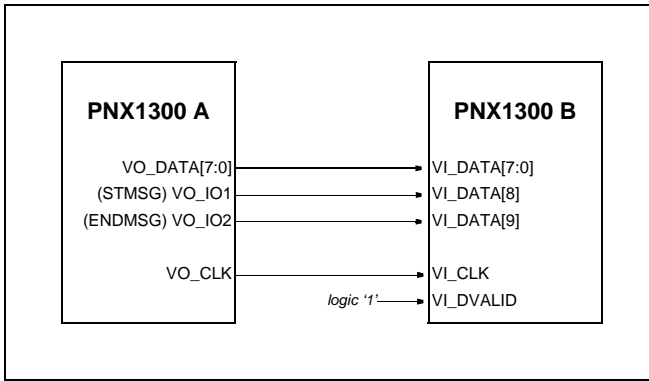 PNX1300 A PNX1300 B
VO_DATA[7:0] VI_DATA[7:0]
(STMSG) VO_IO1 VI_DATA[8]
(ENDMSG) VO_IO2 VI_DATA[9]
VO_CLK VI_CLK
logic ‘1’ VI_DVALID